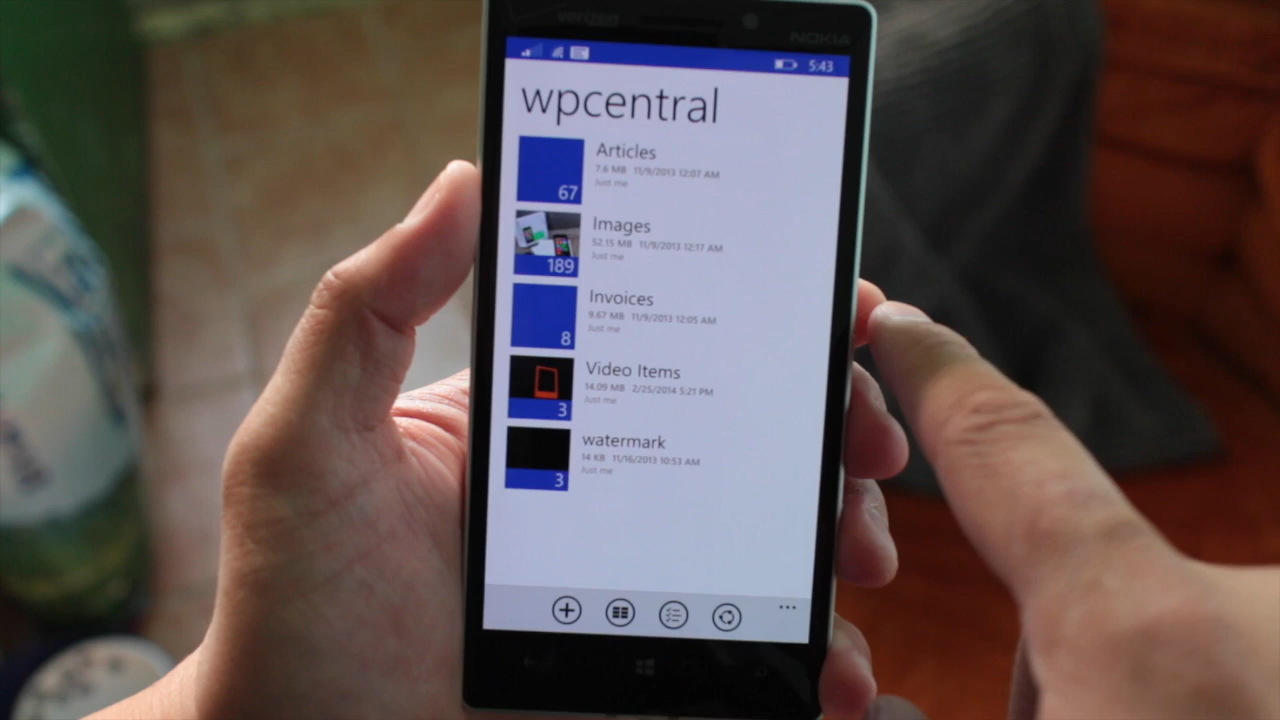 verizon
NOKIA
5:43
wpcentral
67
Articles
7.6 MB 11/9/2013 12:07 AM
Just me
189
Images
52.15 MB 11/9/2013 12:17 AM
Just me
8
Invoices
9.67 MB 11/9/2013 12:05 AM
Just me
3
Video Items
14.09 MB 2/25/2014 5:21 PM
Just me
3
watermark
14 KB 11/16/2013 10:53 AM
Just me